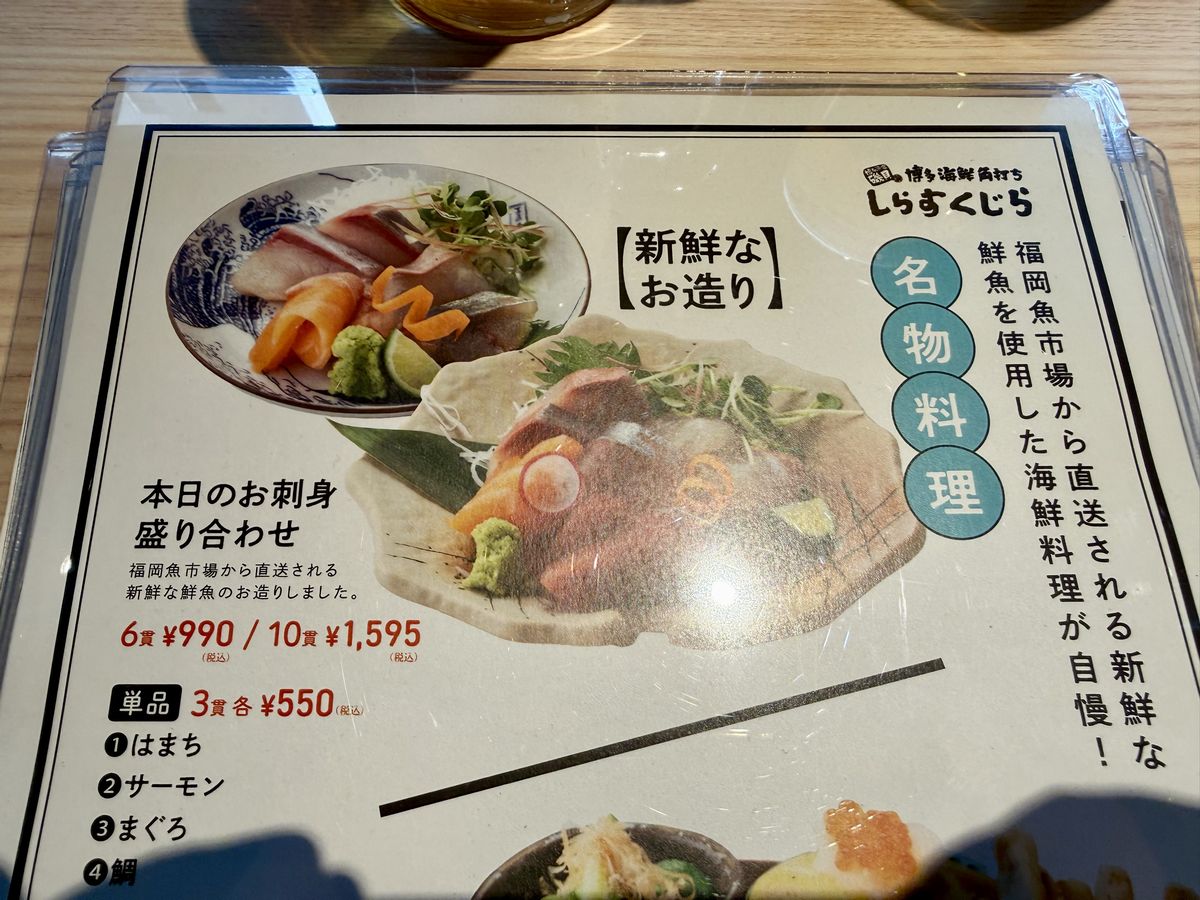 博多海鮮角打ち
しらすくじら
名物料理
福岡魚市場から直送される新鮮な
鮮魚を使用した海鮮料理が自慢！
【新鮮な
お造り】
本日のお刺身
盛り合わせ
福岡魚市場から直送される
新鮮な鮮魚のお造りしました。
6貫 ¥990 / 10貫 ¥1,595
(税込) (税込)
単品 3貫各 ¥550(税込)
❶はまち
❷サーモン
❸まぐろ
❹鯛